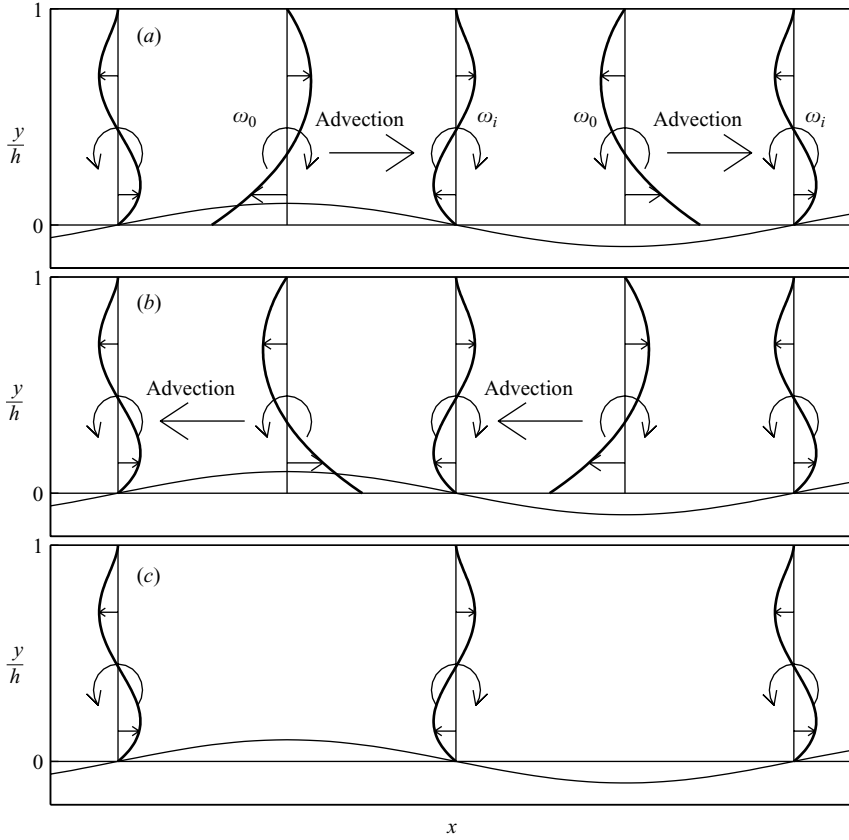 1
(a)
ω0 Advection ωi ω0 Advection ωi
y/h
0
1
(b)
Advection Advection
y/h
0
1
(c)
y/h
0
x